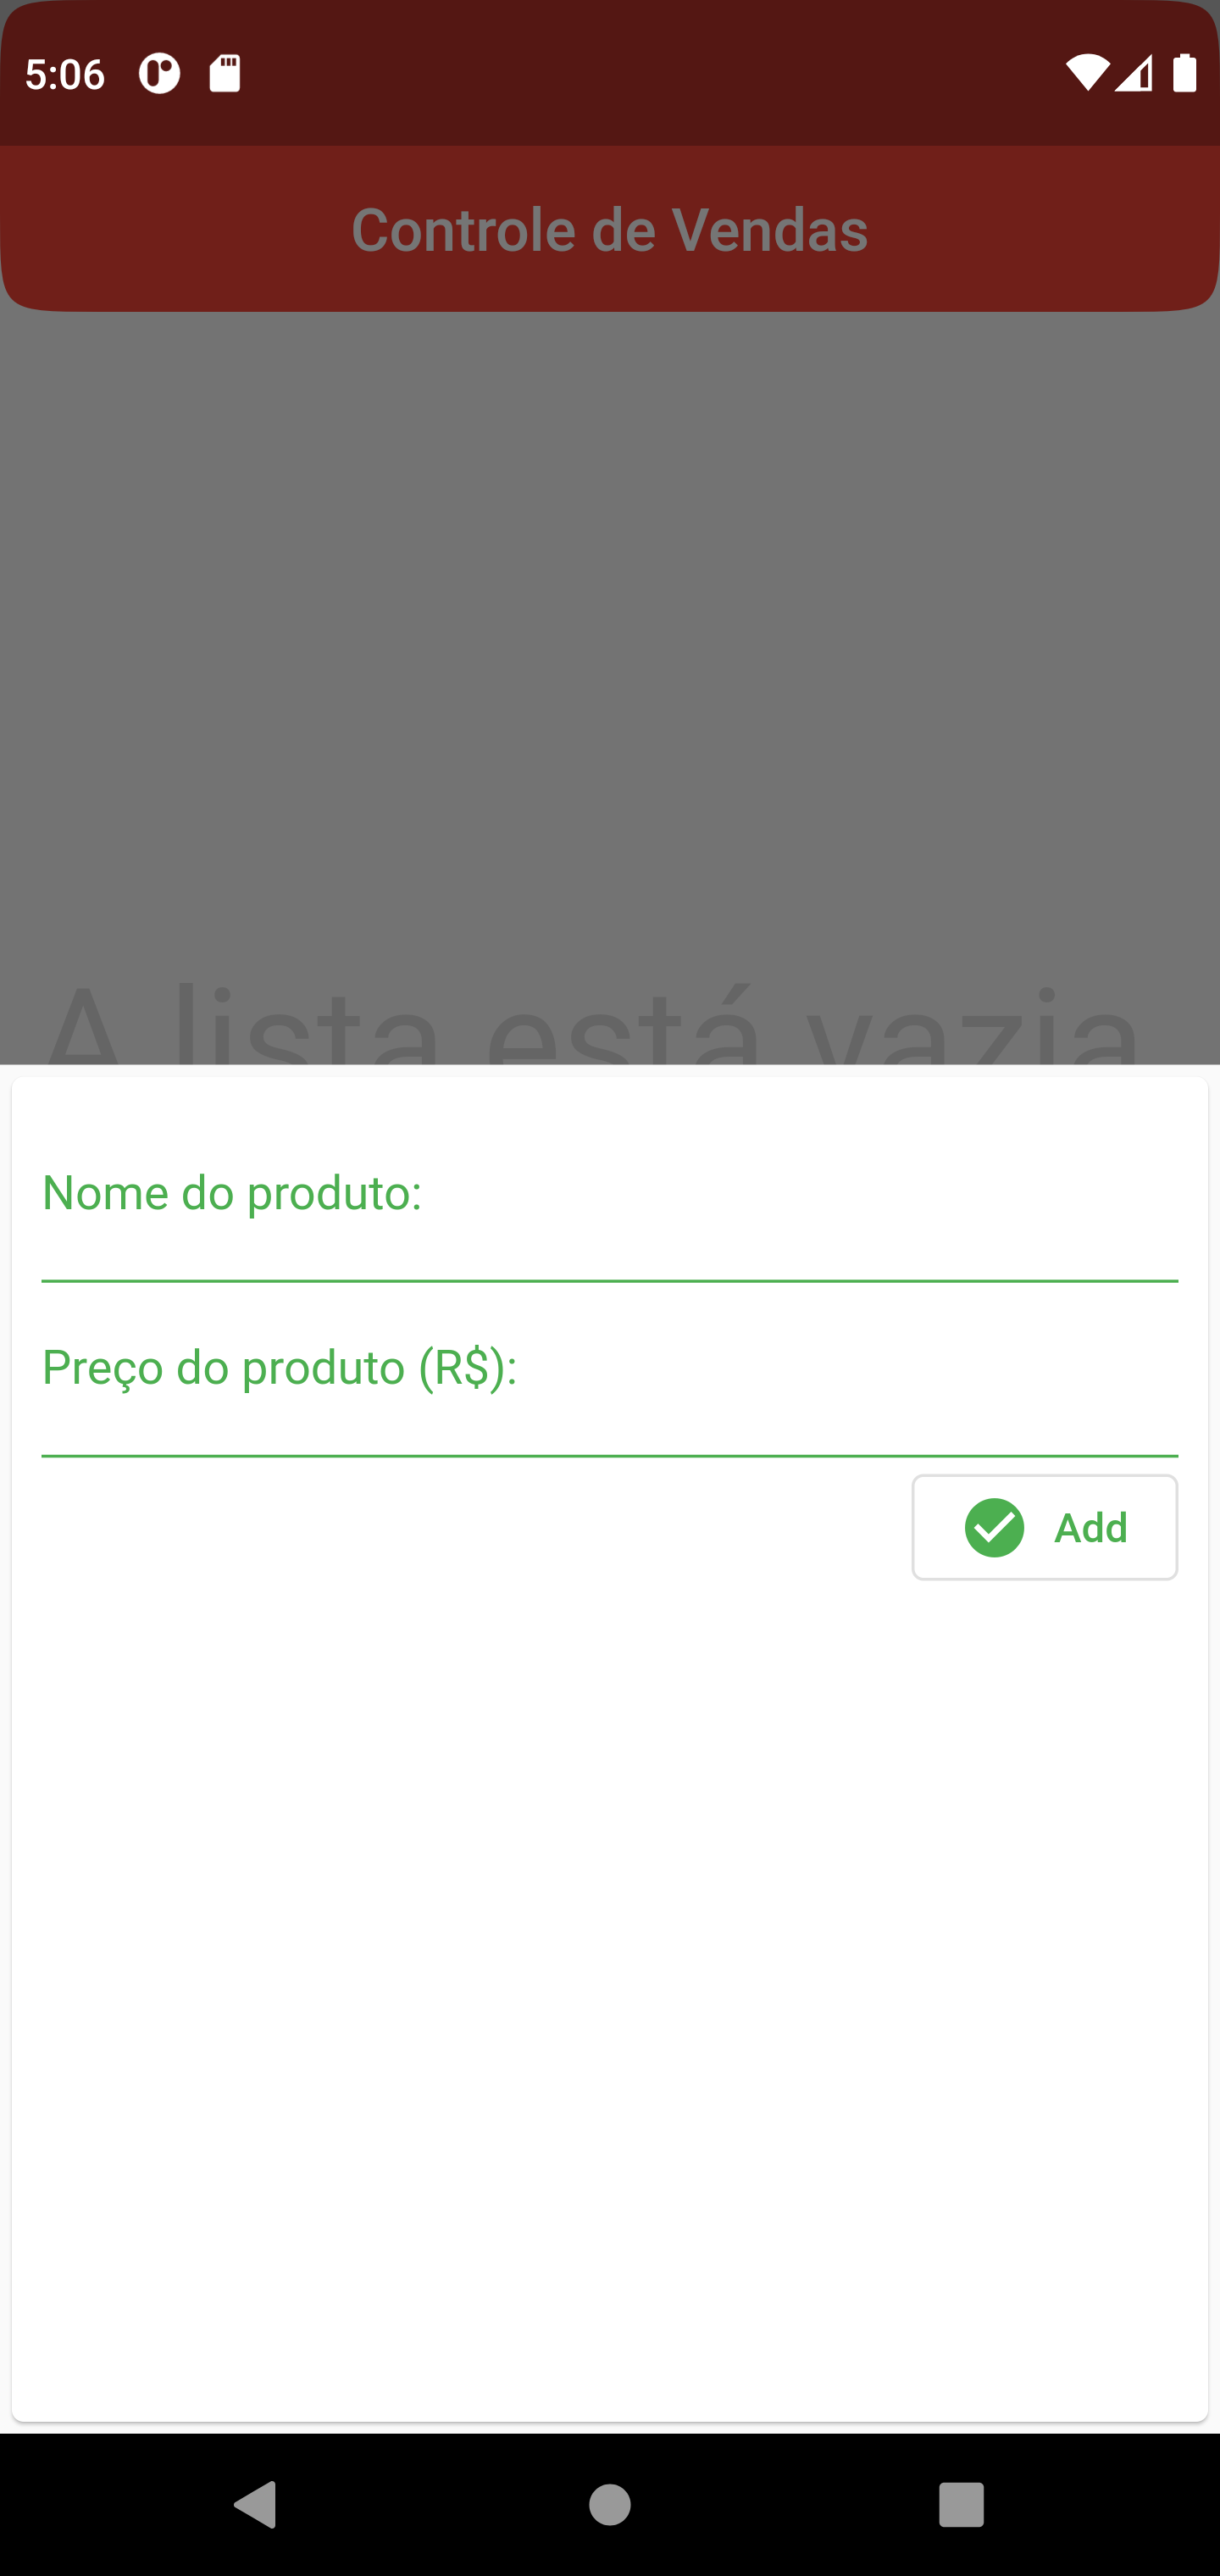 5:06
Controle de Vendas
A lista está vazia
Nome do produto:
Preço do produto (R$):
Add